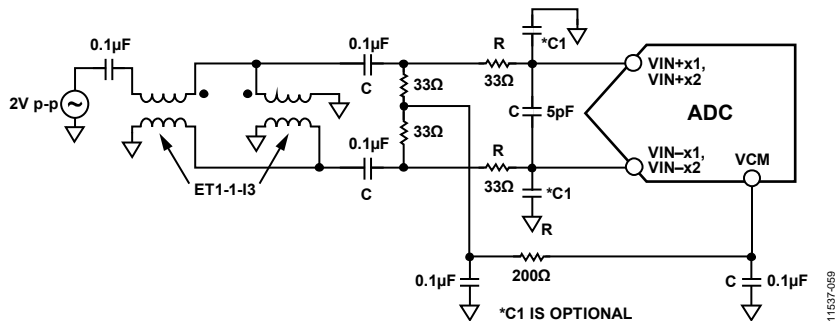 0.1µF
2V p-p
ET1-1-I3
0.1µF
C
33Ω
33Ω
C
0.1µF
R
33Ω
*C1
C
5pF
R
33Ω
*C1
R
VIN+x1,
VIN+x2
ADC
VIN–x1,
VIN–x2
VCM
0.1µF
200Ω
C
0.1µF
*C1 IS OPTIONAL
11537-059